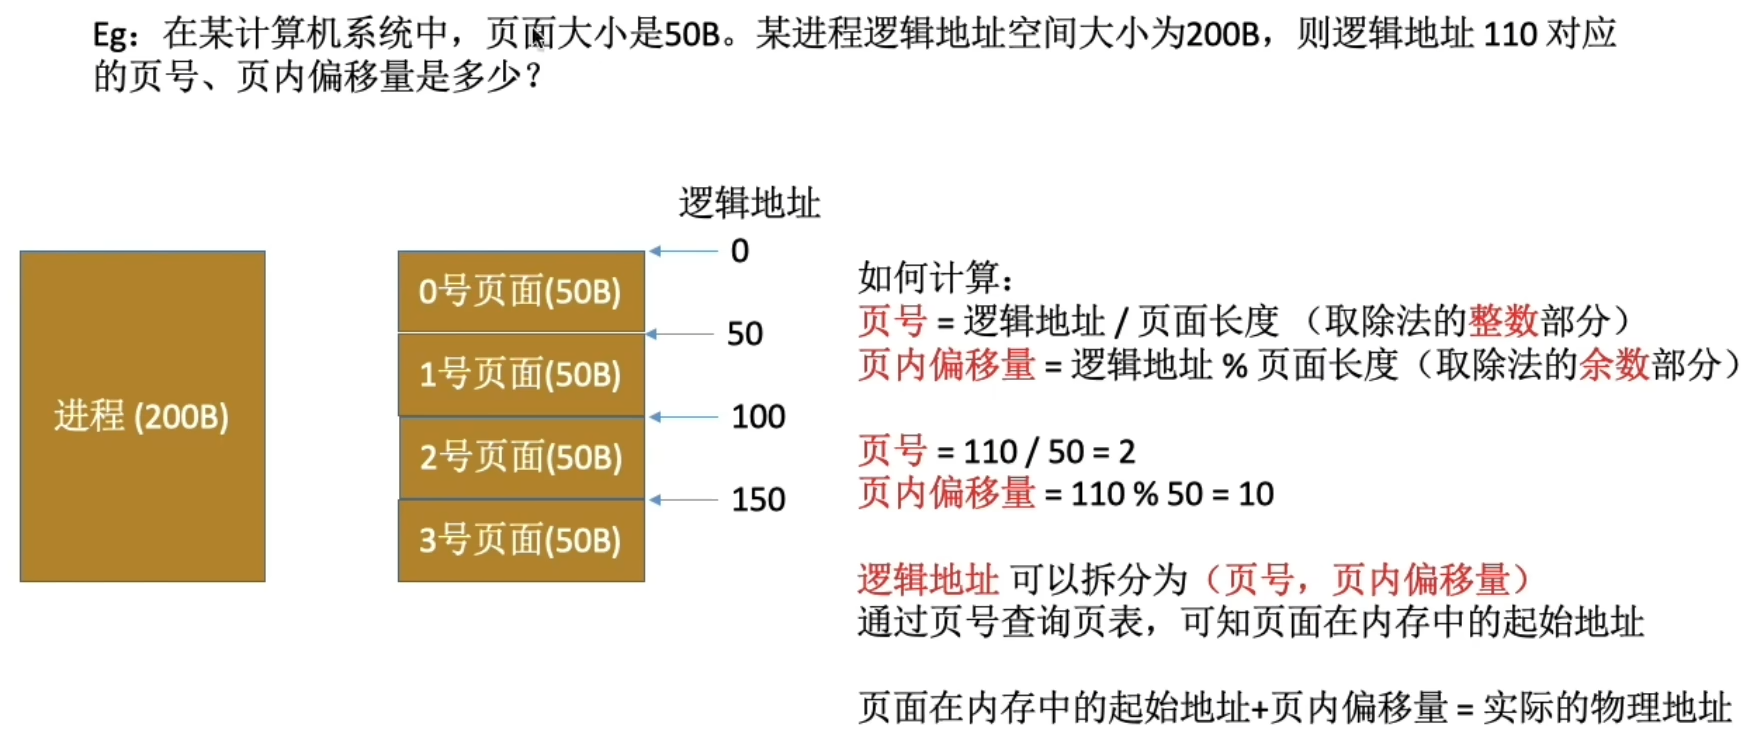 Eg：在某计算机系统中，页面大小是50B。某进程逻辑地址空间大小为200B，则逻辑地址 110 对应
的页号、页内偏移量是多少？
逻辑地址
0
0号页面(50B)
50
1号页面(50B)
进程 (200B)
100
2号页面(50B)
150
3号页面(50B)
如何计算：
页号 = 逻辑地址 / 页面长度 （取除法的整数部分）
页内偏移量 = 逻辑地址 % 页面长度（取除法的余数部分）
页号 = 110 / 50 = 2
页内偏移量 = 110 % 50 = 10
逻辑地址 可以拆分为（页号，页内偏移量）
通过页号查询页表，可知页面在内存中的起始地址
页面在内存中的起始地址+页内偏移量 = 实际的物理地址